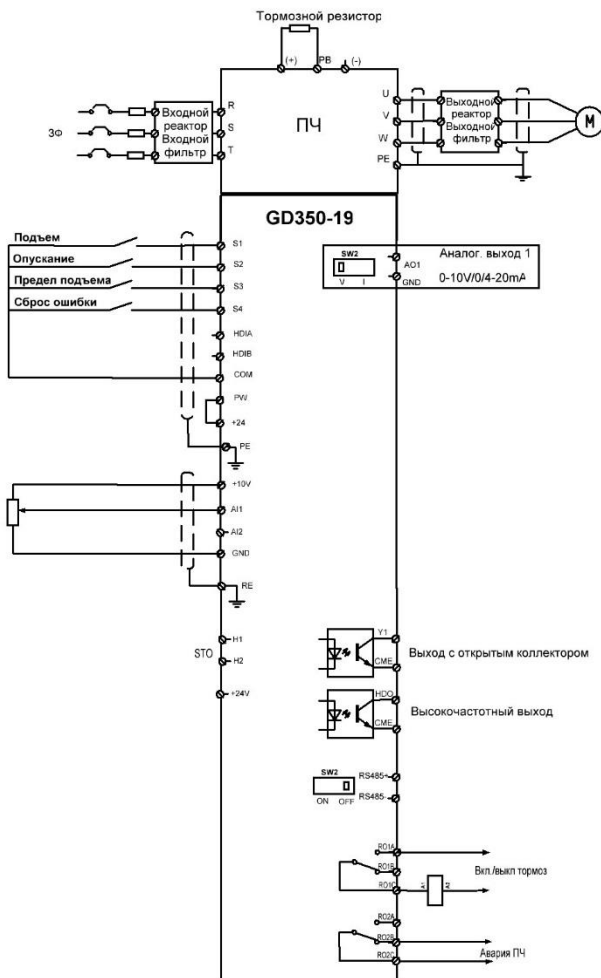 Тормозной резистор
(+) PB (-)
3Ф
Входной
реактор
Входной
фильтр
R
S
T
ПЧ
U
V
W
PE
Выходной
реактор
Выходной
фильтр
M
GD350-19
Подъем
Опускание
Предел подъема
Сброс ошибки
S1
S2
S3
S4
HDIA
HDIB
COM
PW
+24
PE
SW2
V I
AO1
GND
Аналог. выход 1
0-10V/0/4-20mA
+10V
AI1
AI2
GND
RE
STO
H1
H2
+24V
Y1
CME
Выход с открытым коллектором
HDO
CME
Высокочастотный выход
SW2
ON OFF
RS485+
RS485-
RO1A
RO1B
RO1C
A1 A2
Вкл./выкл тормоз
RO2A
RO2B
RO2C
Авария ПЧ